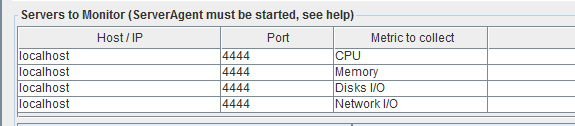 Servers to Monitor (ServerAgent must be started, see help)
Host / IP Port Metric to collect
localhost 4444 CPU
localhost 4444 Memory
localhost 4444 Disks I/O
localhost 4444 Network I/O